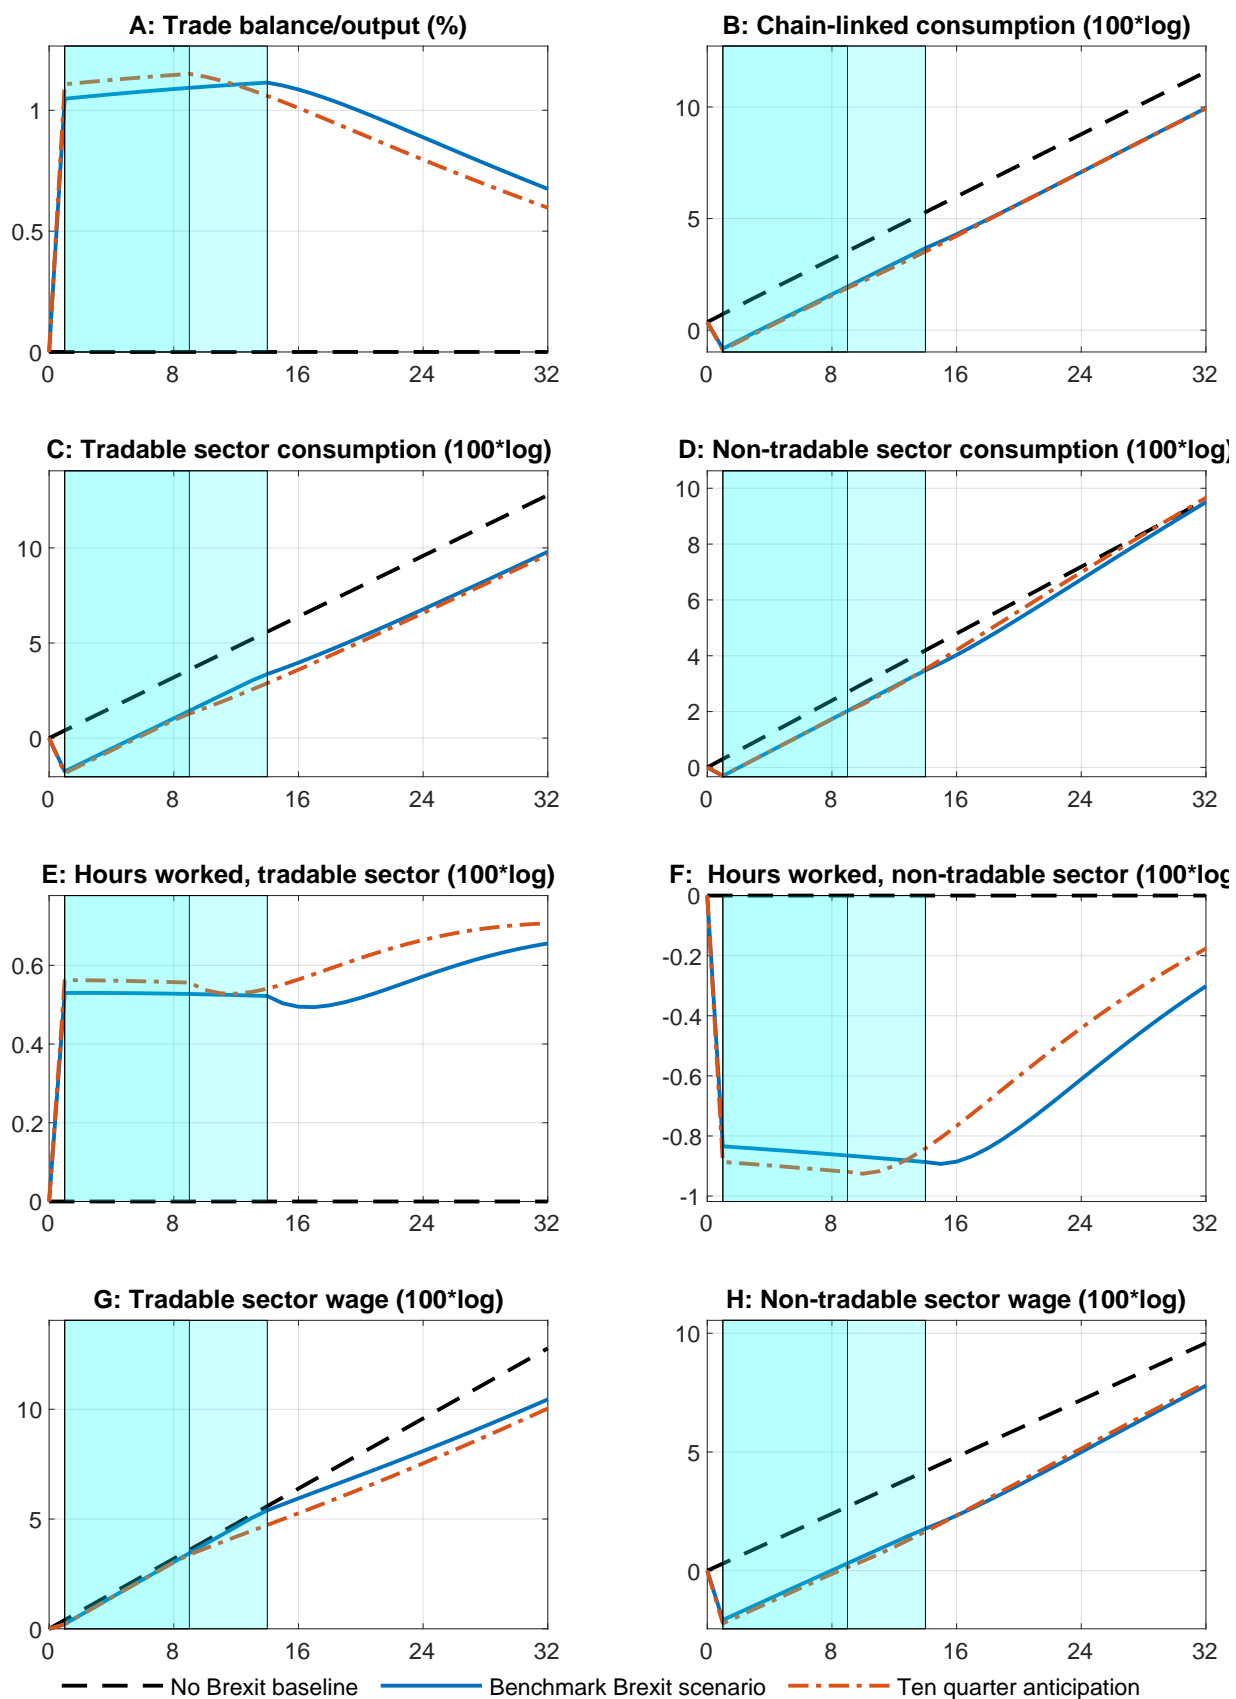 A: Trade balance/output (%)
B: Chain-linked consumption (100*log)
1
0.5
0
0 8 16 24 32
10
5
0
0 8 16 24 32
C: Tradable sector consumption (100*log)
D: Non-tradable sector consumption (100*log)
10
5
0
0 8 16 24 32
10
8
6
4
2
0
0 8 16 24 32
E: Hours worked, tradable sector (100*log)
F: Hours worked, non-tradable sector (100*log
0.6
0.4
0.2
0
0 8 16 24 32
0
-0.2
-0.4
-0.6
-0.8
-1
0 8 16 24 32
G: Tradable sector wage (100*log)
H: Non-tradable sector wage (100*log)
10
5
0
0 8 16 24 32
10
5
0
0 8 16 24 32
No Brexit baseline
Benchmark Brexit scenario
Ten quarter anticipation